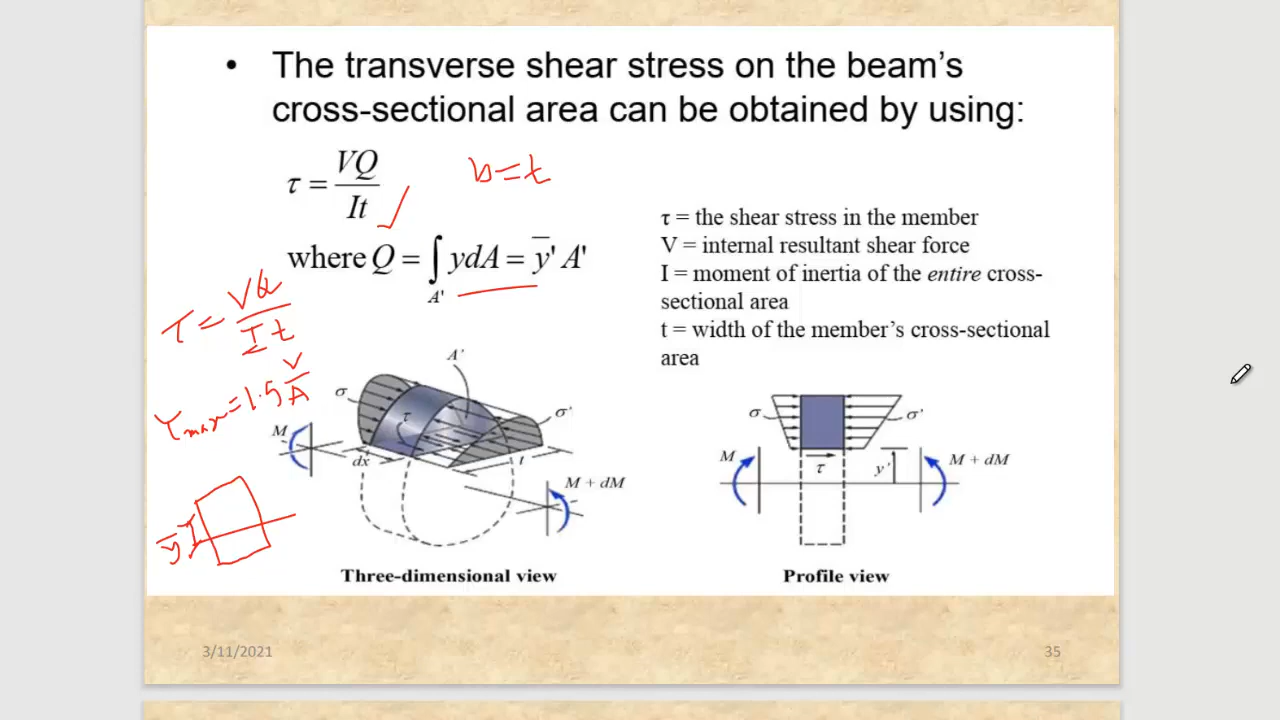 • The transverse shear stress on the beam's
cross-sectional area can be obtained by using:
τ = VQ / It
b = t
where Q = ∫A' ydA = y̅' A'
τ = the shear stress in the member
V = internal resultant shear force
I = moment of inertia of the entire cross-
sectional area
t = width of the member's cross-sectional
area
τ = VQ / It
τmax = 1.5 V/A
y̅
A'
σ
τ
σ'
M
dx
t
M + dM
Three-dimensional view
σ
σ'
M
τ
y'
M + dM
Profile view
3/11/2021
35